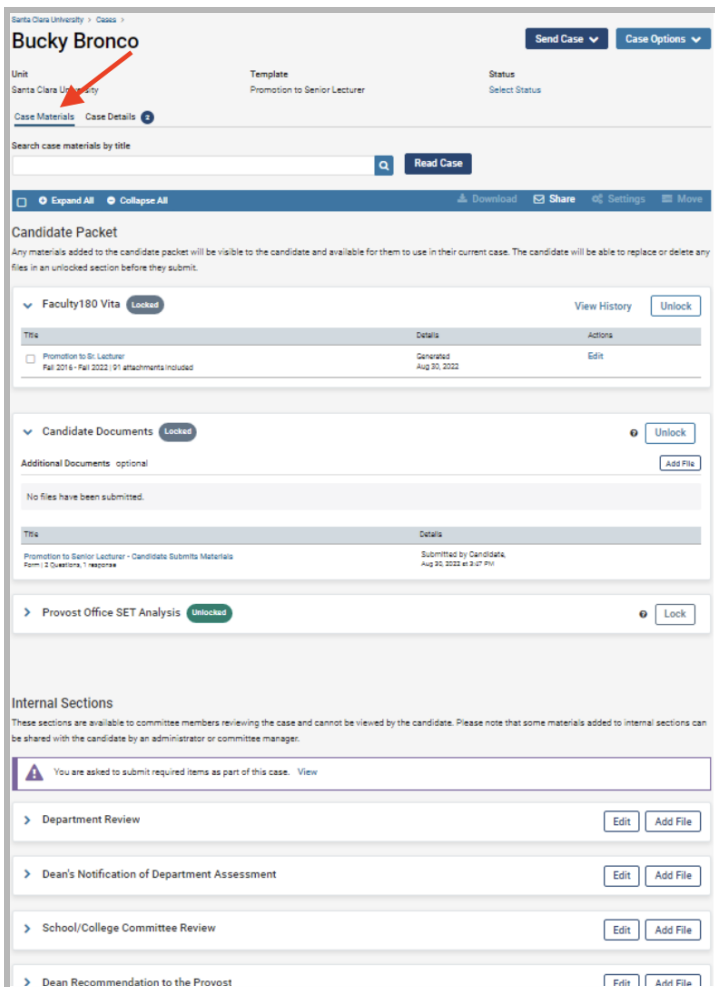 Santa Clara University > Cases >
Bucky Bronco
Send Case
Case Options
Unit
Template
Status
Santa Clara University
Promotion to Senior Lecturer
Select Status
Case Materials
Case Details 2
Search case materials by title
Read Case
Expand All
Collapse All
Download
Share
Settings
Move
Candidate Packet
Any materials added to the candidate packet will be visible to the candidate and available for them to use in their current case. The candidate will be able to replace or delete any
files in an unlocked section before they submit.
Faculty180 Vita
Locked
View History
Unlock
Title
Details
Actions
Promotion to Sr. Lecturer
Generated
Edit
Fall 2016 - Fall 2022 | 91 attachments included
Aug 30, 2022
Candidate Documents
Locked
Unlock
Additional Documents optional
Add File
No files have been submitted.
Title
Details
Promotion to Senior Lecturer - Candidate Submits Materials
Submitted by Candidate,
Form | 2 Questions, 1 response
Aug 30, 2022 at 3:47 PM
Provost Office SET Analysis
Unlocked
Lock
Internal Sections
These sections are available to committee members reviewing the case and cannot be viewed by the candidate. Please note that some materials added to internal sections can
be shared with the candidate by an administrator or committee manager.
You are asked to submit required items as part of this case. View
Department Review
Edit
Add File
Dean's Notification of Department Assessment
Edit
Add File
School/College Committee Review
Edit
Add File
Dean Recommendation to the Provost
Edit
Add File